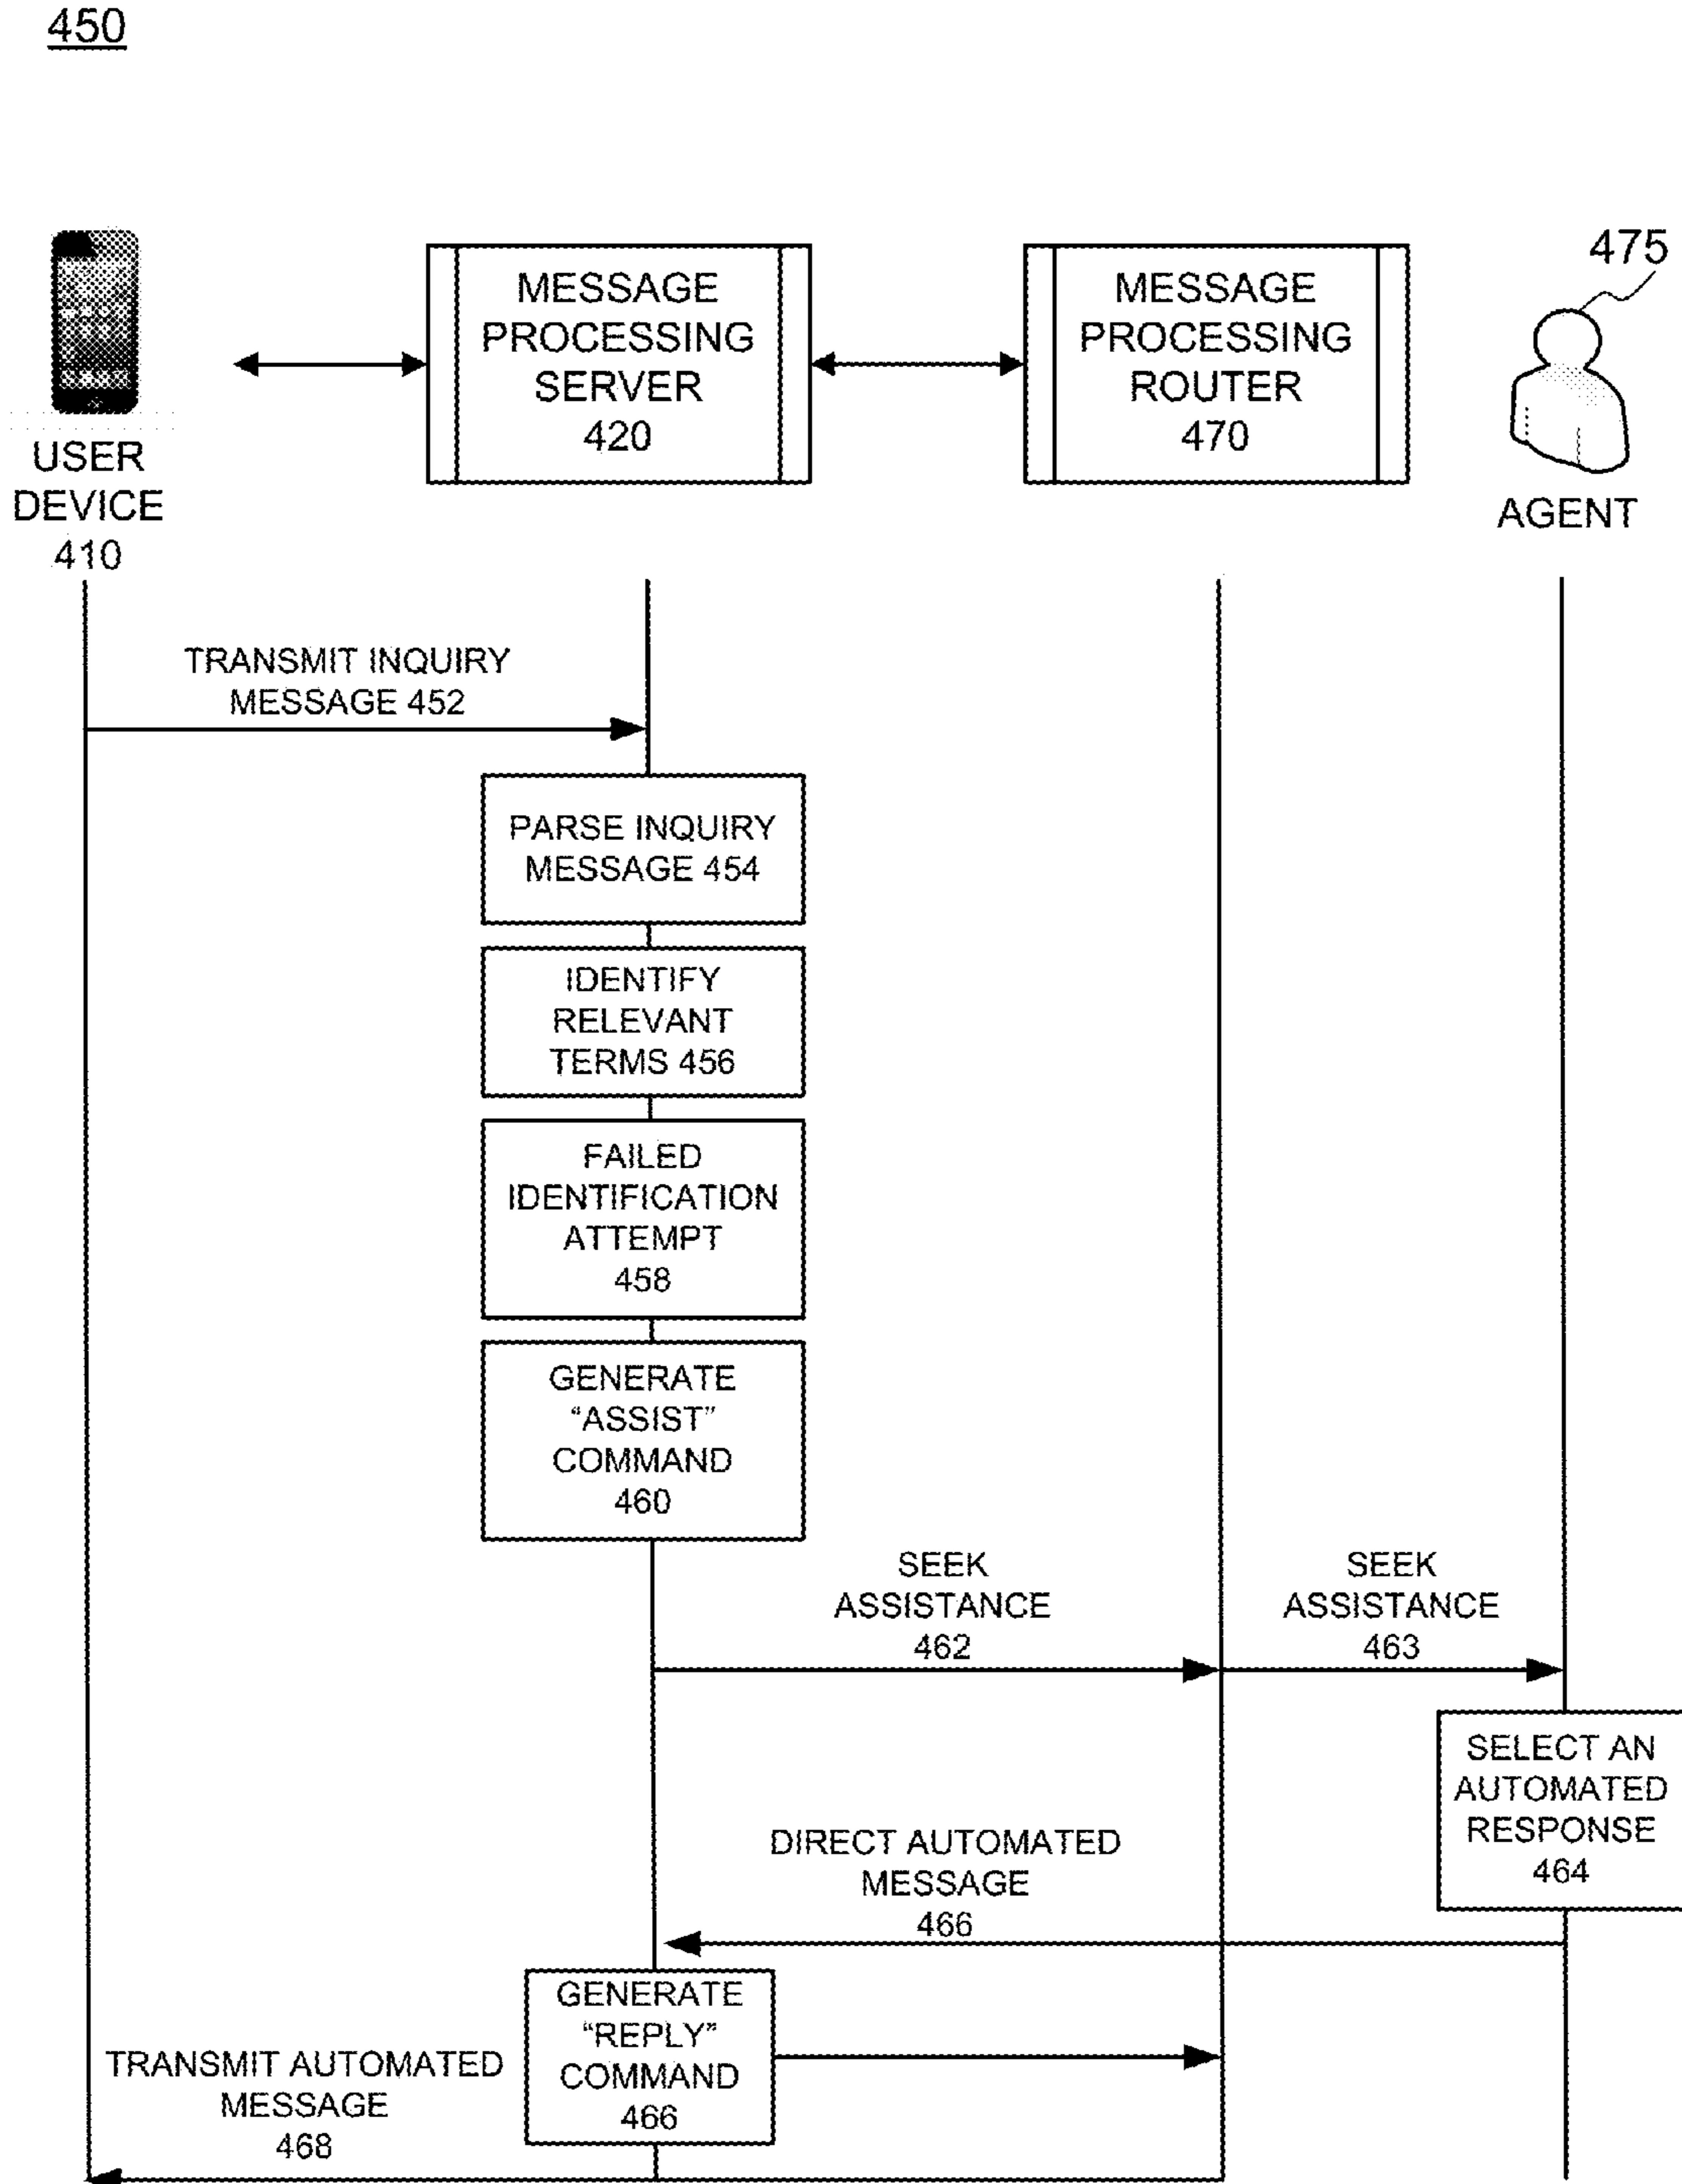 450
475
MESSAGE
PROCESSING
SERVER
420
MESSAGE
PROCESSING
ROUTER
470
USER
DEVICE
410
AGENT
TRANSMIT INQUIRY
MESSAGE 452
PARSE INQUIRY
MESSAGE 454
IDENTIFY
RELEVANT
TERMS 456
FAILED
IDENTIFICATION
ATTEMPT
458
GENERATE
“ASSIST”
COMMAND
460
SEEK
ASSISTANCE
462
SEEK
ASSISTANCE
463
SELECT AN
AUTOMATED
RESPONSE
464
DIRECT AUTOMATED
MESSAGE
466
GENERATE
“REPLY”
COMMAND
466
TRANSMIT AUTOMATED
MESSAGE
468